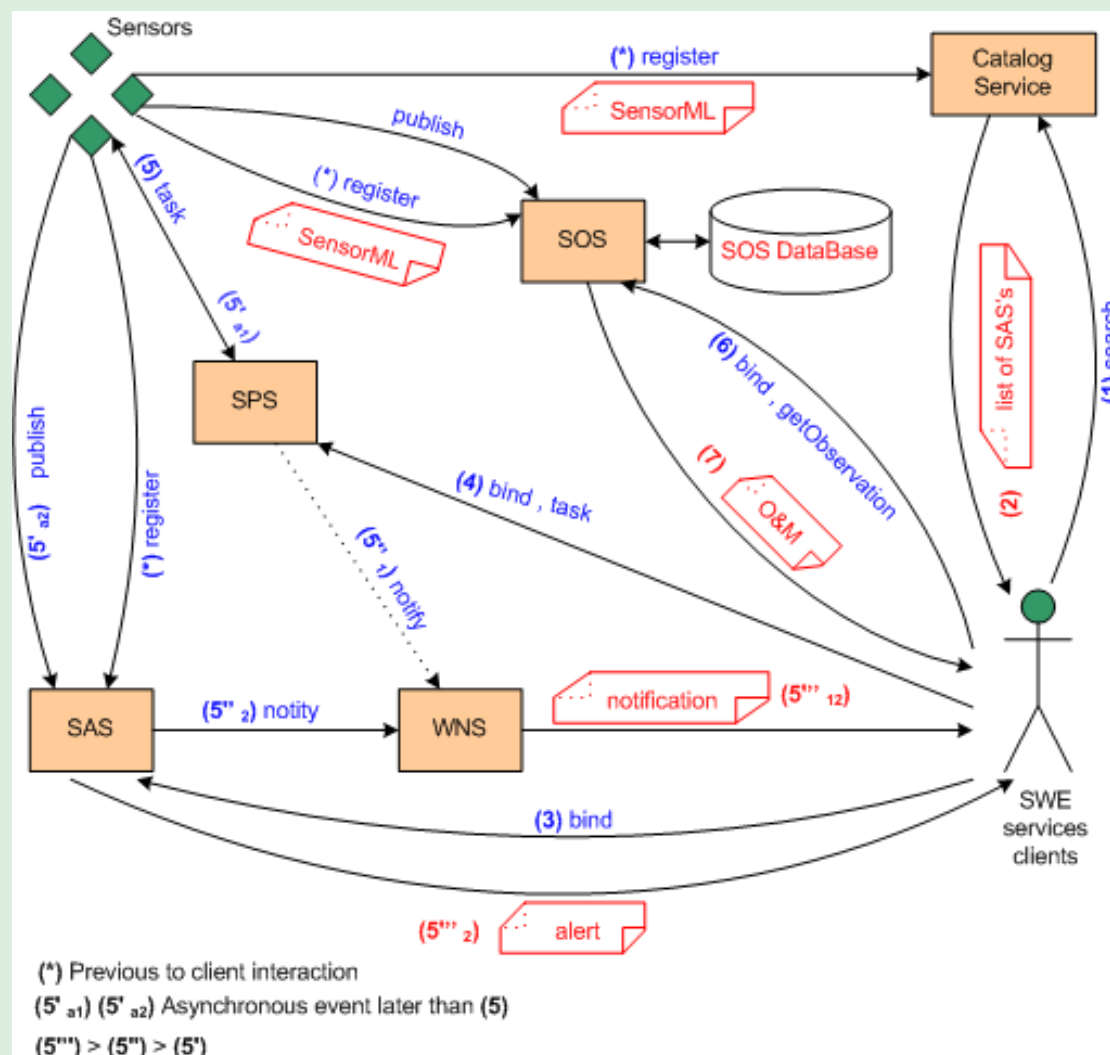 Sensors
(*) register
SensorML
Catalog
Service
publish
(*) register
SensorML
SOS
SOS DataBase
(5) task
(5' a1)
SPS
(6) bind , getObservation
(7)
O&M
list of SAS's
(2)
(1) search
(4) bind , task
(5' a2) publish
(*) register
(5'' 1) notify
SAS
(5'' 2) notity
WNS
notification
(5''' 12)
(3) bind
SWE
services
clients
(5''' 2)
alert
(*) Previous to client interaction
(5' a1) (5' a2) Asynchronous event later than (5)
(5''') > (5'') > (5')